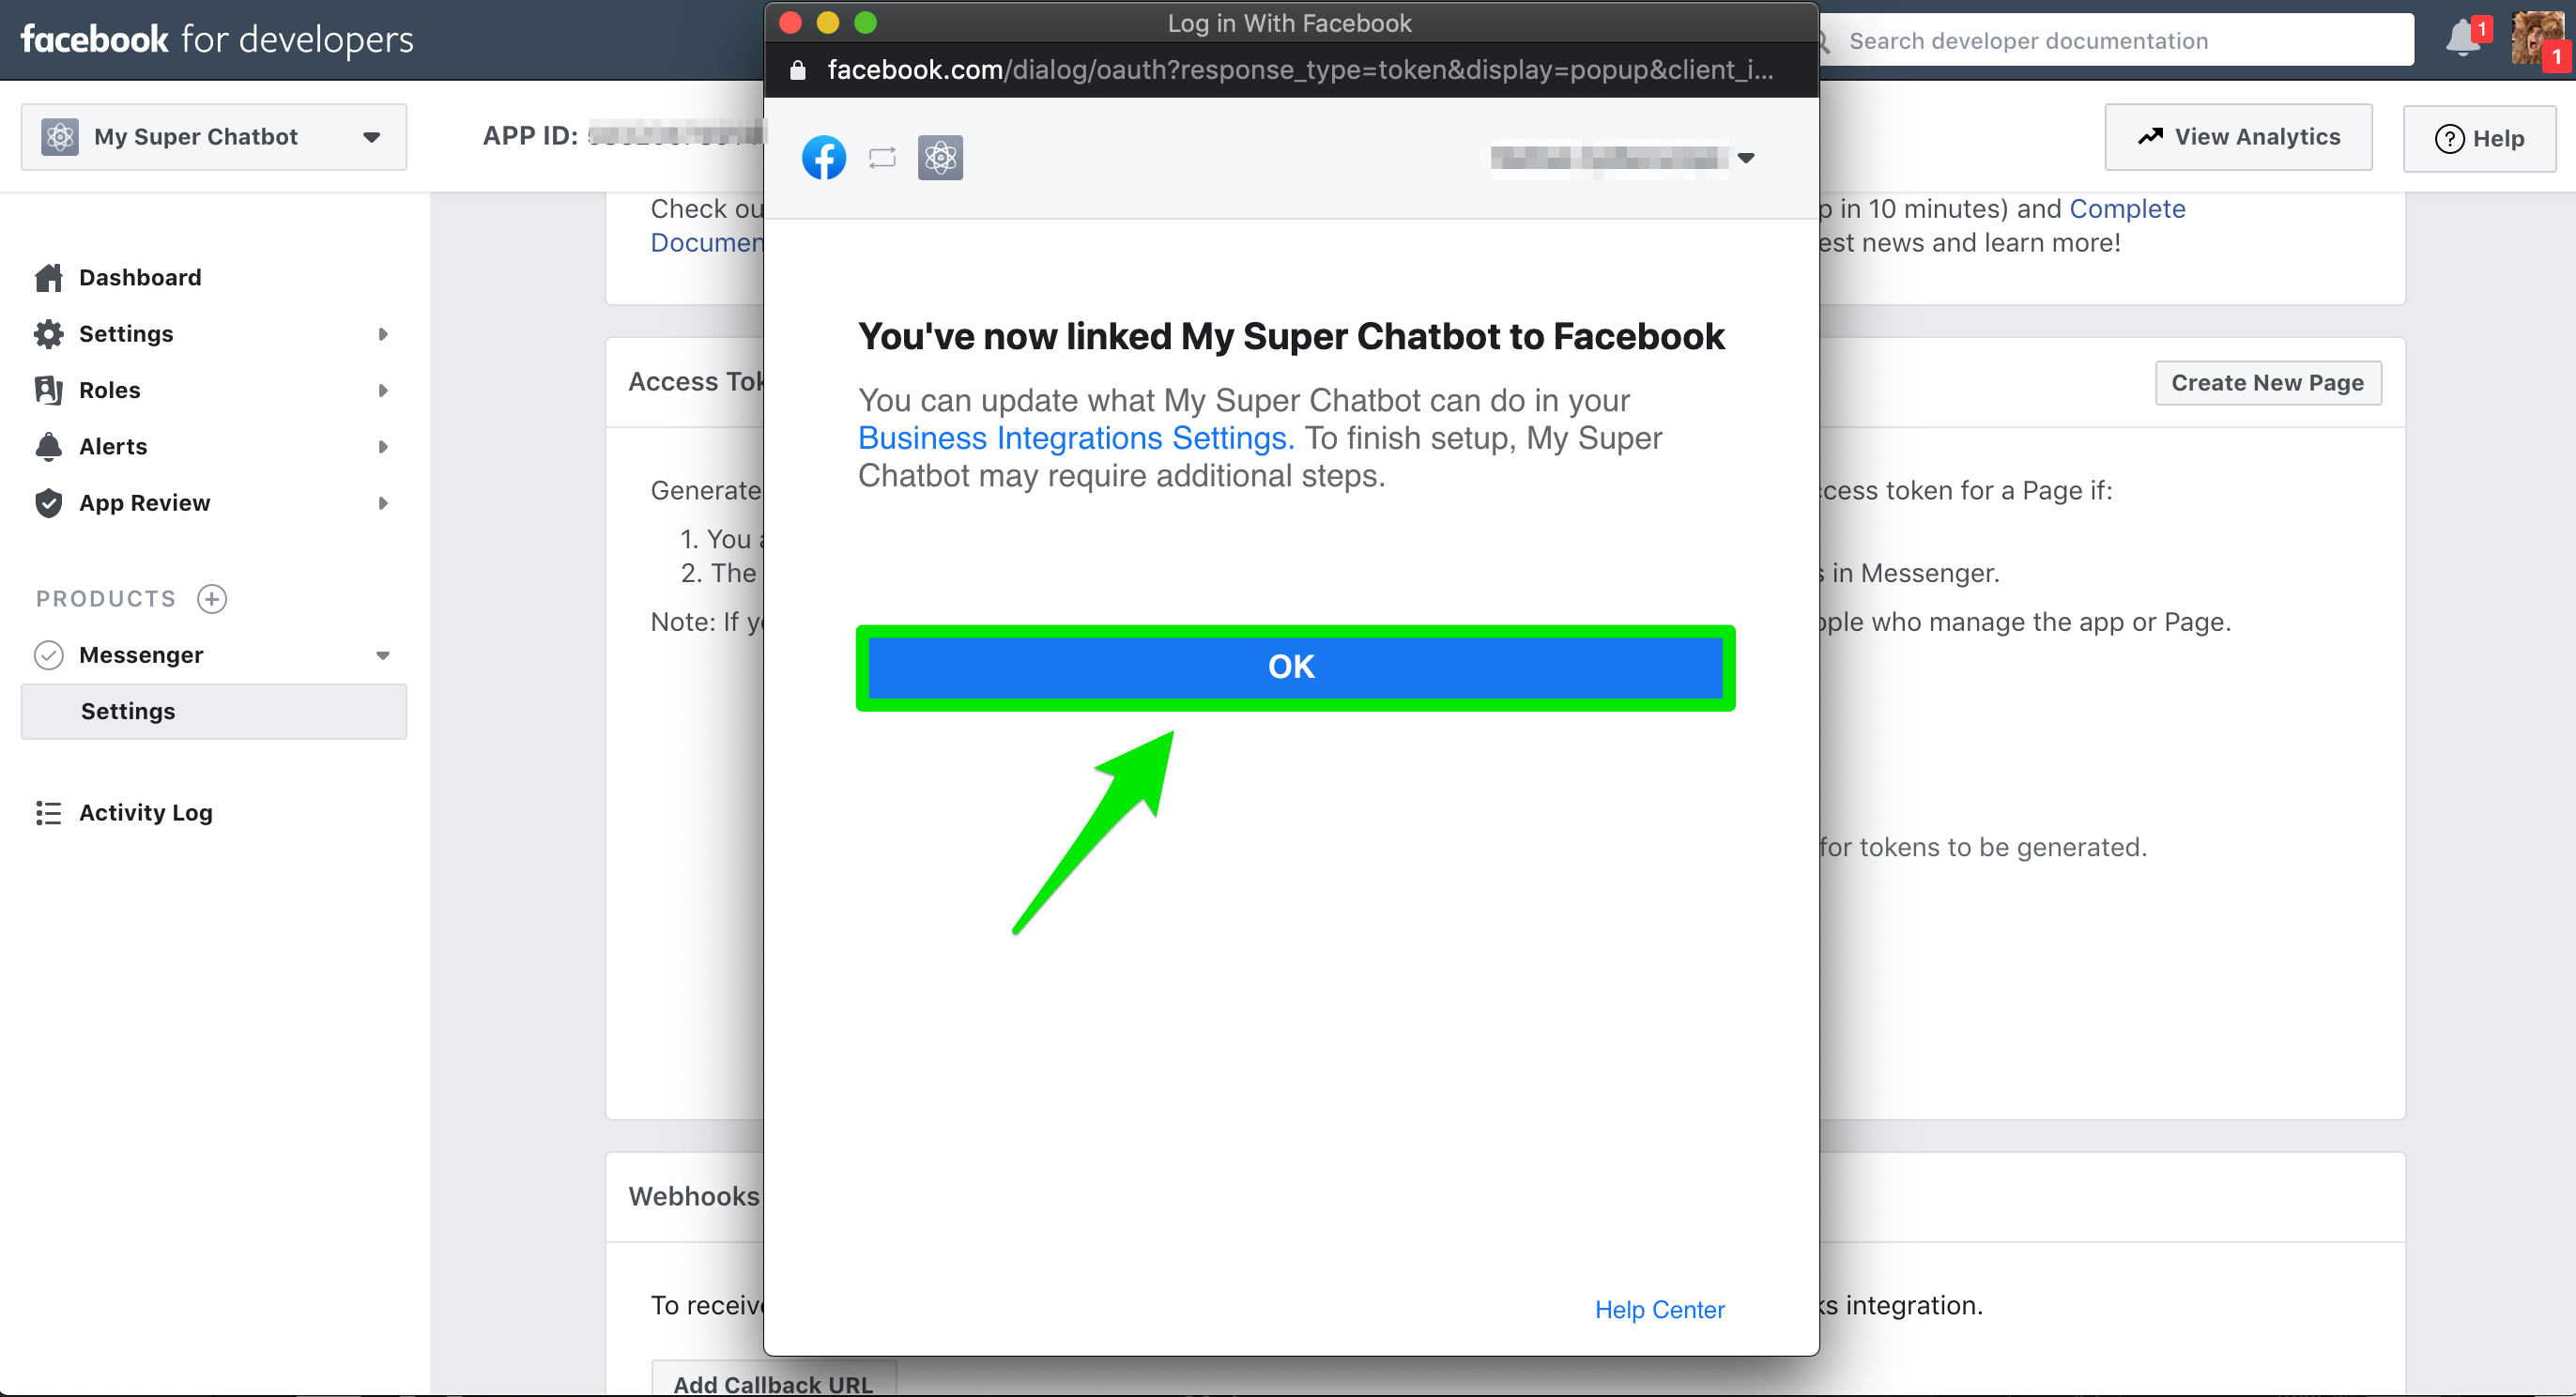 facebook for developers
Log in With Facebook
facebook.com/dialog/oauth?response_type=token&display=popup&client_i...
Search developer documentation
1
1
My Super Chatbot
APP ID:
View Analytics
Help
Check ou
p in 10 minutes) and Complete
Documen
est news and learn more!
Dashboard
Settings
Roles
Alerts
App Review
PRODUCTS
Messenger
Settings
Activity Log
You've now linked My Super Chatbot to Facebook
You can update what My Super Chatbot can do in your
Business Integrations Settings. To finish setup, My Super
Chatbot may require additional steps.
OK
Help Center
Access Tok
Create New Page
Generate
ccess token for a Page if:
1. You a
2. The
s in Messenger.
Note: If yo
ople who manage the app or Page.
for tokens to be generated.
Webhooks
To receive
ks integration.
Add Callback URL